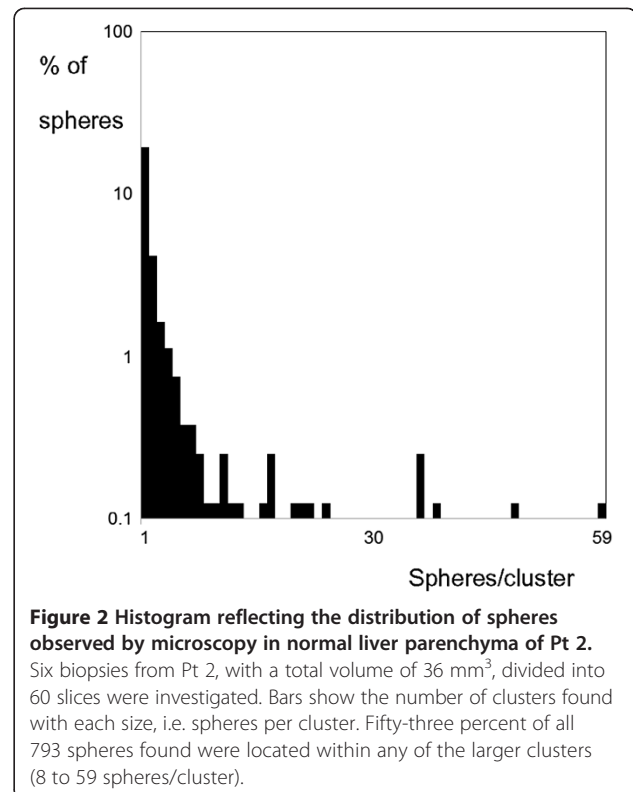 100
% of
spheres
10
1
0.1
1 30 59
Spheres/cluster
Figure 2 Histogram reflecting the distribution of spheres
observed by microscopy in normal liver parenchyma of Pt 2.
Six biopsies from Pt 2, with a total volume of 36 mm³, divided into
60 slices were investigated. Bars show the number of clusters found
with each size, i.e. spheres per cluster. Fifty-three percent of all
793 spheres found were located within any of the larger clusters
(8 to 59 spheres/cluster).